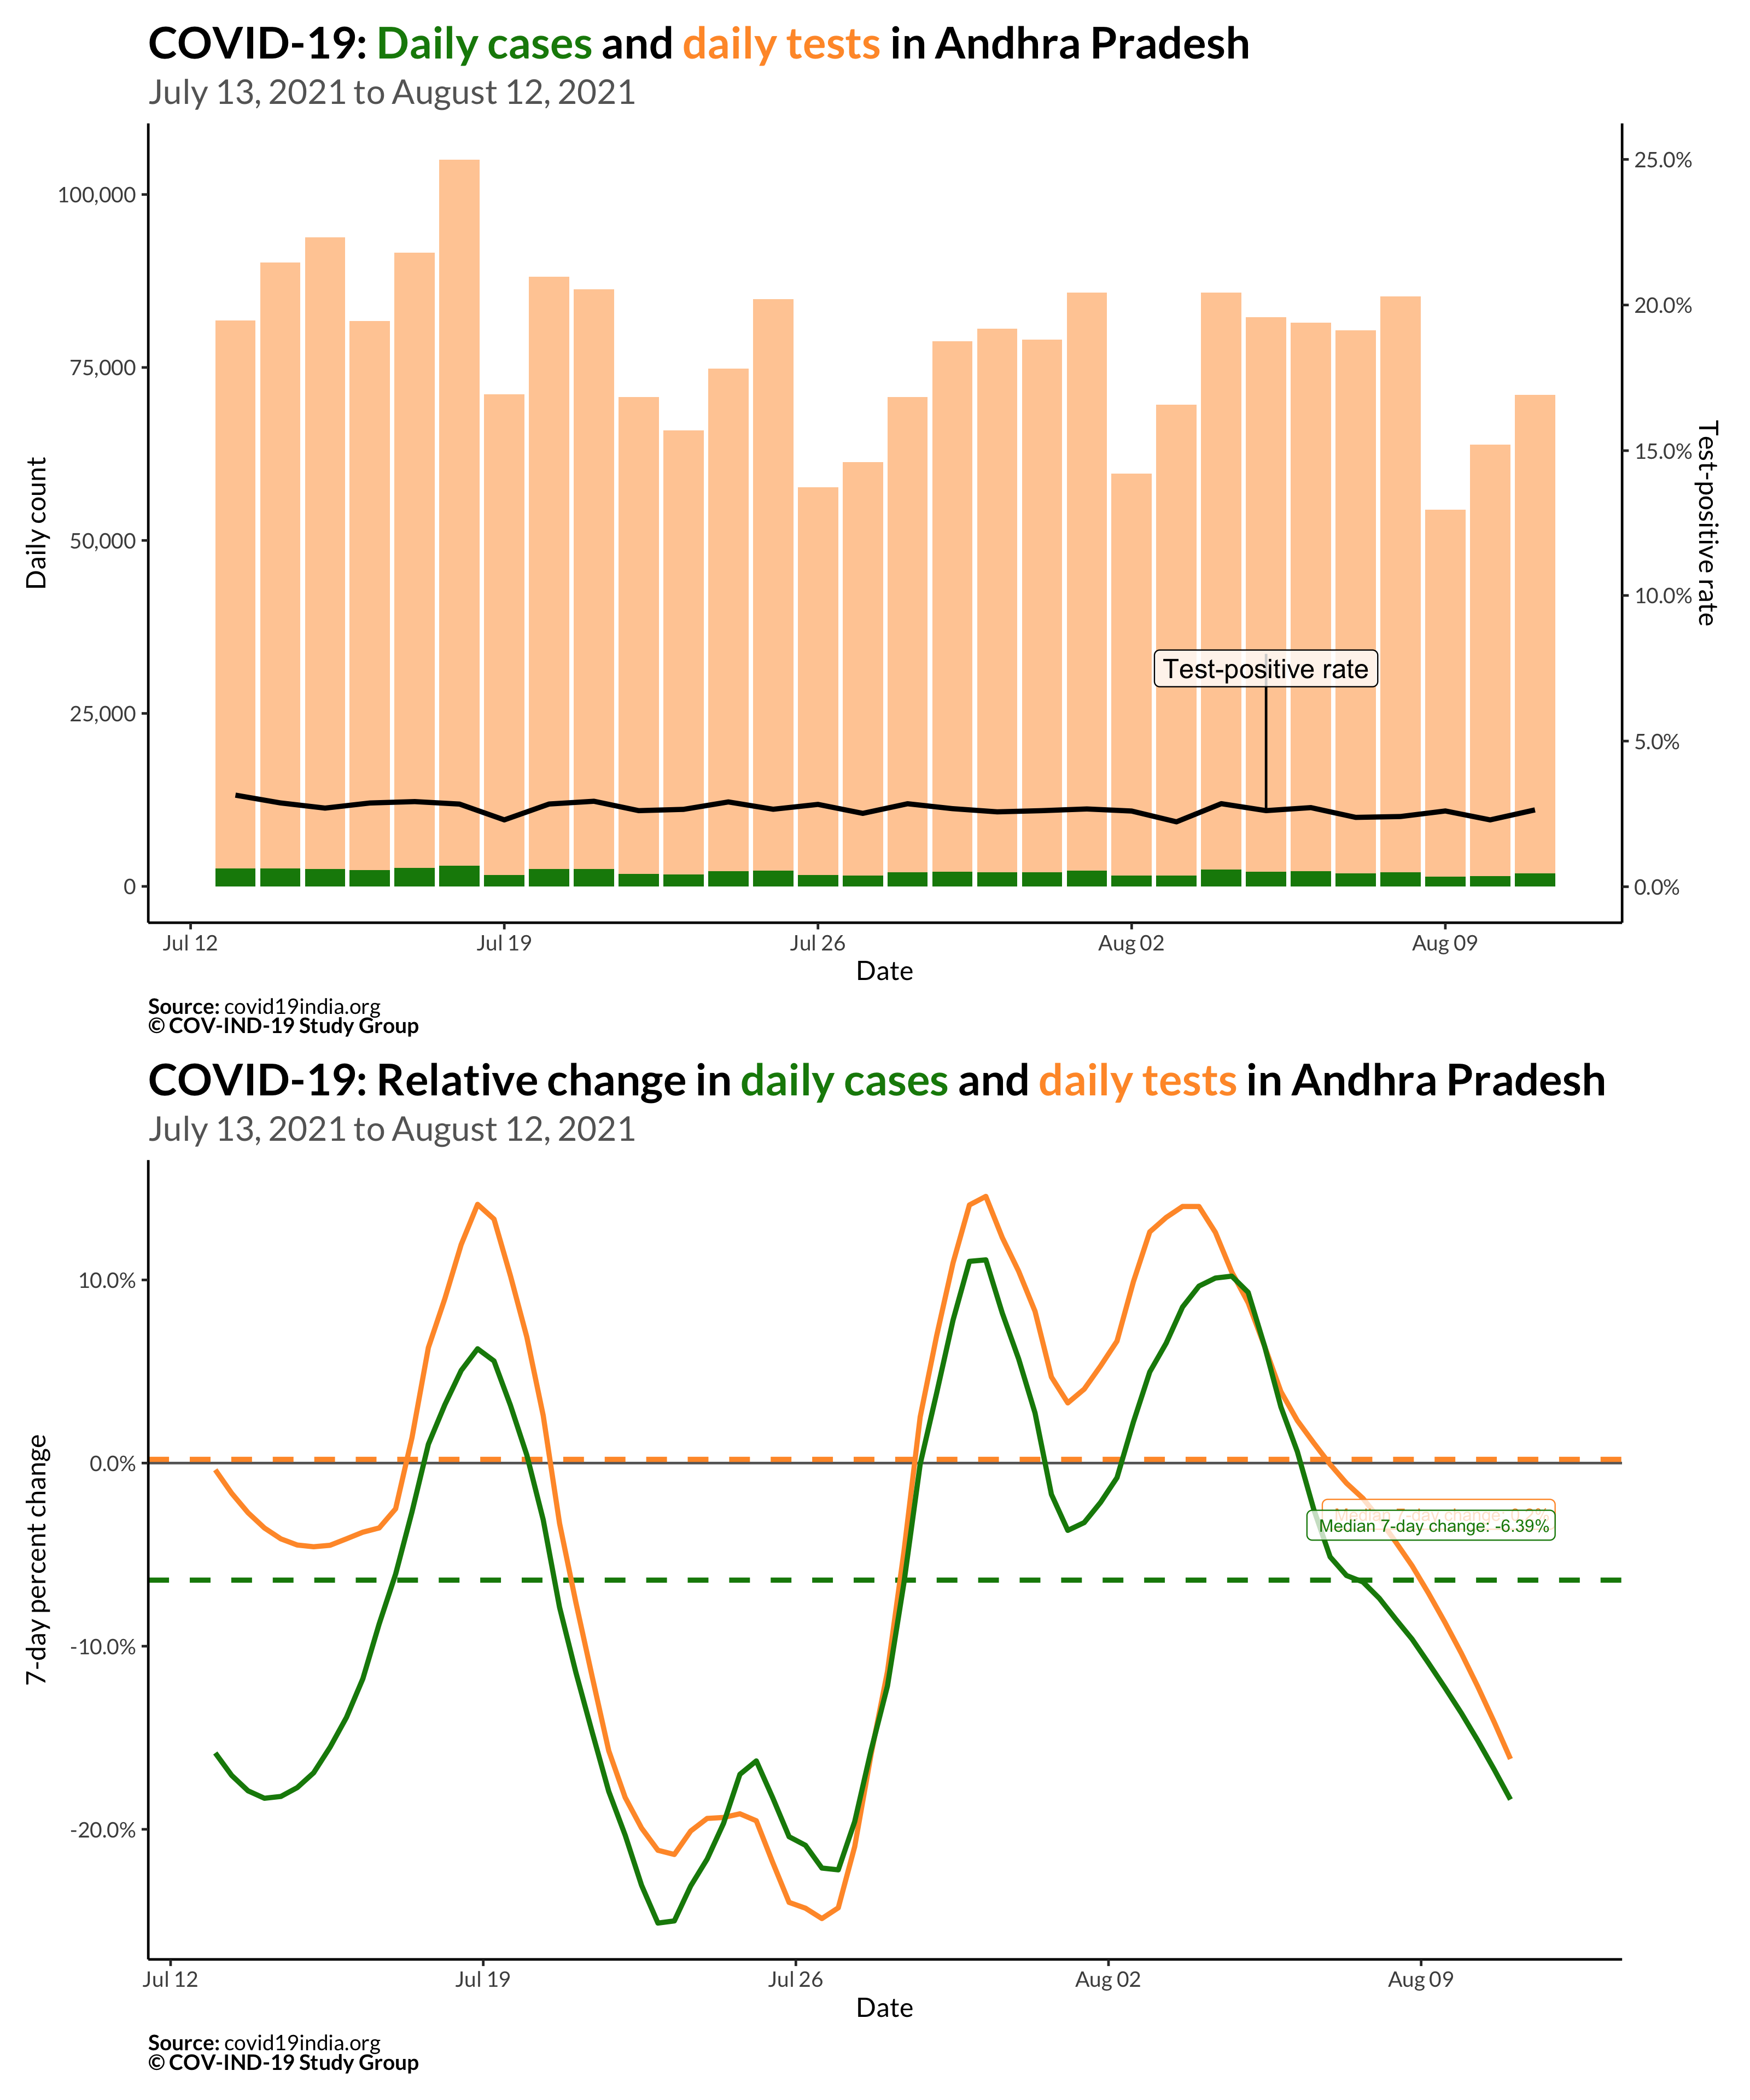 COVID-19: Daily cases and daily tests in Andhra Pradesh
July 13, 2021 to August 12, 2021
100,000
75,000
50,000
25,000
0
Daily count
25.0%
20.0%
15.0%
10.0%
5.0%
0.0%
Test-positive rate
Test-positive rate
Jul 12
Jul 19
Jul 26
Aug 02
Aug 09
Date
Source: covid19india.org
© COV-IND-19 Study Group
COVID-19: Relative change in daily cases and daily tests in Andhra Pradesh
July 13, 2021 to August 12, 2021
10.0%
0.0%
-10.0%
-20.0%
7-day percent change
Median 7-day change:
Median 7-day change: -6.39%
Jul 12
Jul 19
Jul 26
Aug 02
Aug 09
Date
Source: covid19india.org
© COV-IND-19 Study Group